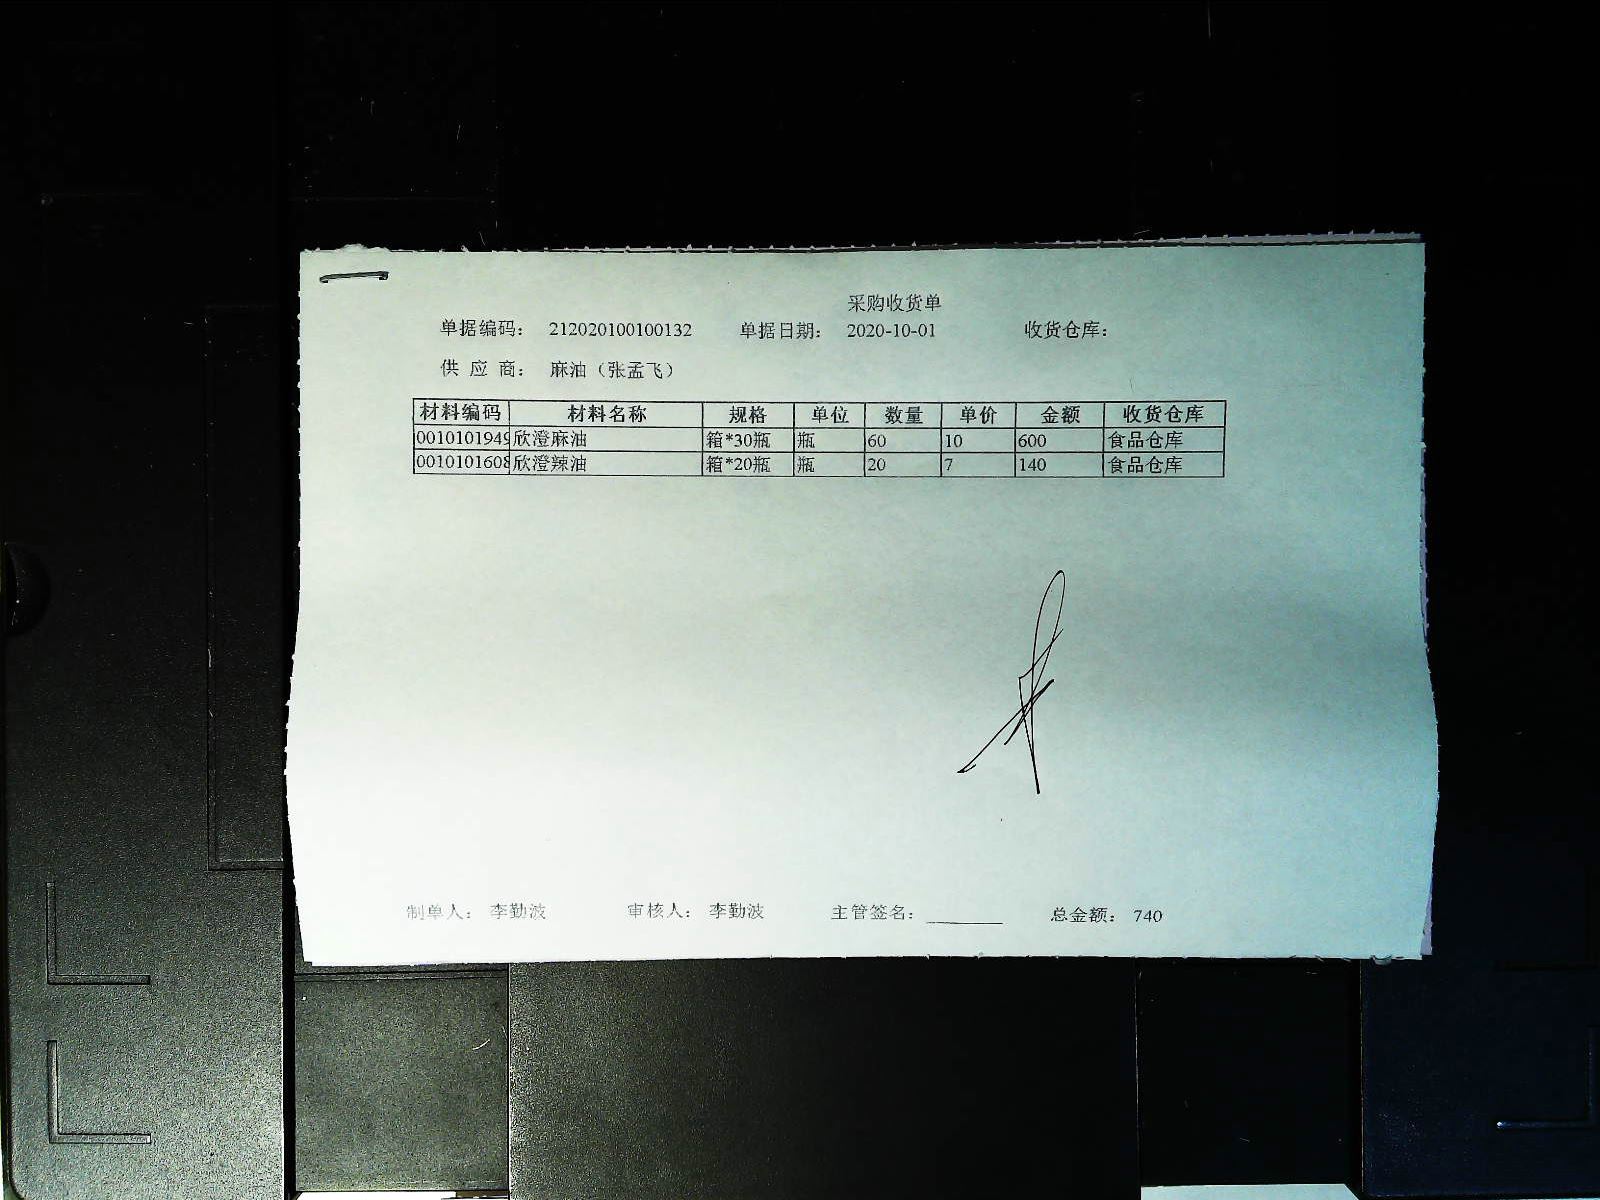 采购收货单
单据编码： 212020100100132 单据日期： 2020-10-01 收货仓库：
供 应 商： 麻油（张孟飞）
材料编码 材料名称 规格 单位 数量 单价 金额 收货仓库
0010101949 欣澄麻油 箱*30瓶 瓶 60 10 600 食品仓库
0010101608 欣澄辣油 箱*20瓶 瓶 20 7 140 食品仓库
制单人： 李勤波 审核人： 李勤波 主管签名： 总金额： 740